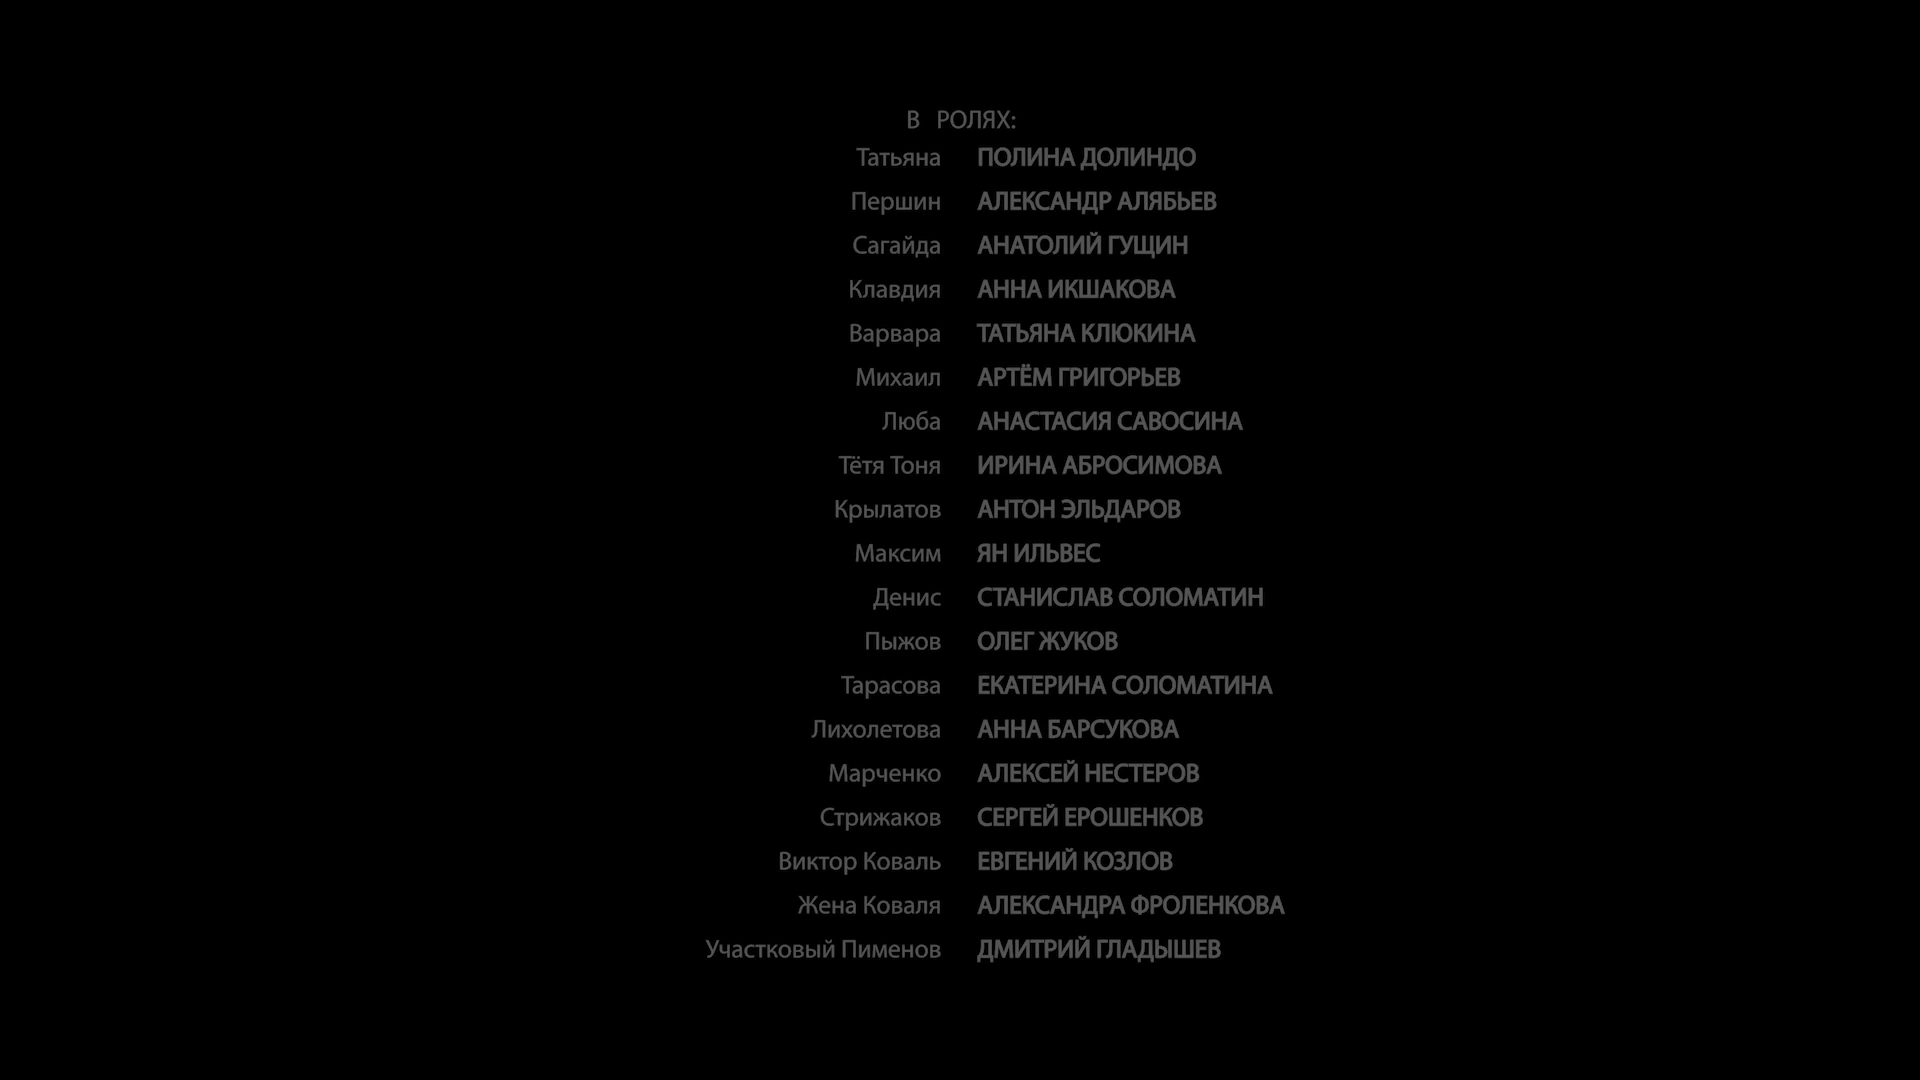 В РОЛЯХ:
Татьяна ПОЛИНА ДОЛИНДО
Першин АЛЕКСАНДР АЛЯБЬЕВ
Сагайда АНАТОЛИЙ ГУЩИН
Клавдия АННА ИКШАКОВА
Варвара ТАТЬЯНА КЛЮКИНА
Михаил АРТЁМ ГРИГОРЬЕВ
Люба АНАСТАСИЯ САВОСИНА
Тётя Тоня ИРИНА АБРОСИМОВА
Крылатов АНТОН ЭЛЬДАРОВ
Максим ЯН ИЛЬВЕС
Денис СТАНИСЛАВ СОЛОМАТИН
Пыжов ОЛЕГ ЖУКОВ
Тарасова ЕКАТЕРИНА СОЛОМАТИНА
Лихолетова АННА БАРСУКОВА
Марченко АЛЕКСЕЙ НЕСТЕРОВ
Стрижаков СЕРГЕЙ ЕРОШЕНКОВ
Виктор Коваль ЕВГЕНИЙ КОЗЛОВ
Жена Коваля АЛЕКСАНДРА ФРОЛЕНКОВА
Участковый Пименов ДМИТРИЙ ГЛАДЫШЕВ